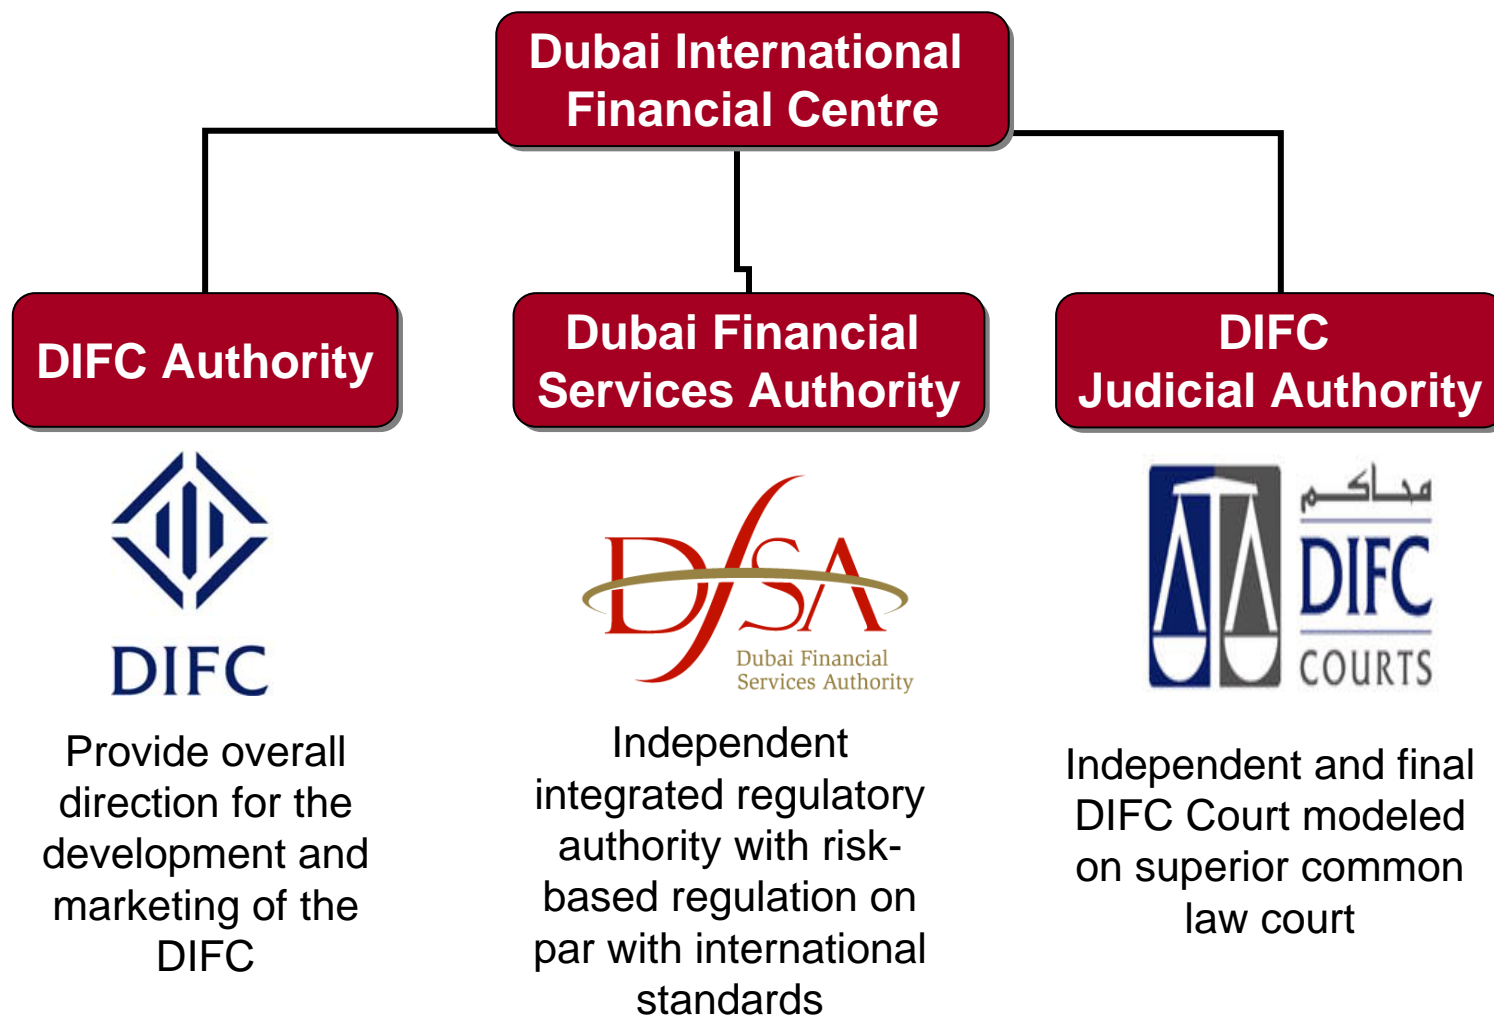 Dubai International
Financial Centre
DIFC Authority
Dubai Financial
Services Authority
DIFC
Judicial Authority
DIFC
Provide overall
direction for the
development and
marketing of the
DIFC
DFSA
Dubai Financial
Services Authority
Independent
integrated regulatory
authority with risk-
based regulation on
par with international
standards
محاكم
DIFC
COURTS
Independent and final
DIFC Court modeled
on superior common
law court